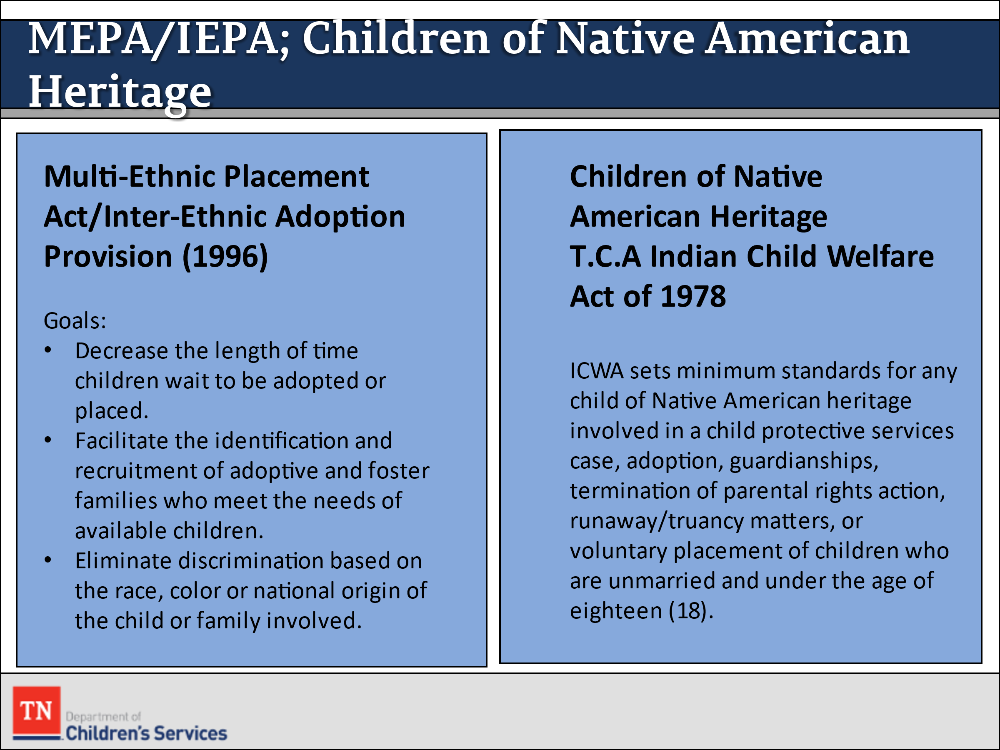 MEPA/IEPA; Children of Native American
Heritage
Multi-Ethnic Placement
Act/Inter-Ethnic Adoption
Provision (1996)
Goals:
• Decrease the length of time
children wait to be adopted or
placed.
• Facilitate the identification and
recruitment of adoptive and foster
families who meet the needs of
available children.
• Eliminate discrimination based on
the race, color or national origin of
the child or family involved.
Children of Native
American Heritage
T.C.A Indian Child Welfare
Act of 1978
ICWA sets minimum standards for any
child of Native American heritage
involved in a child protective services
case, adoption, guardianships,
termination of parental rights action,
runaway/truancy matters, or
voluntary placement of children who
are unmarried and under the age of
eighteen (18).
TN
Department of
Children's Services